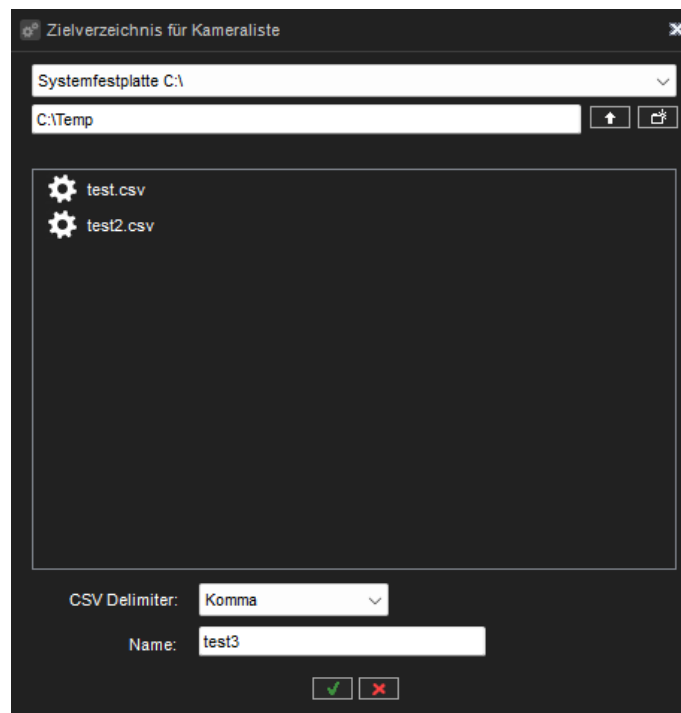 Zielverzeichnis für Kameraliste
Systemfestplatte C:\
C:\Temp
test.csv
test2.csv
CSV Delimiter: Komma
Name: test3